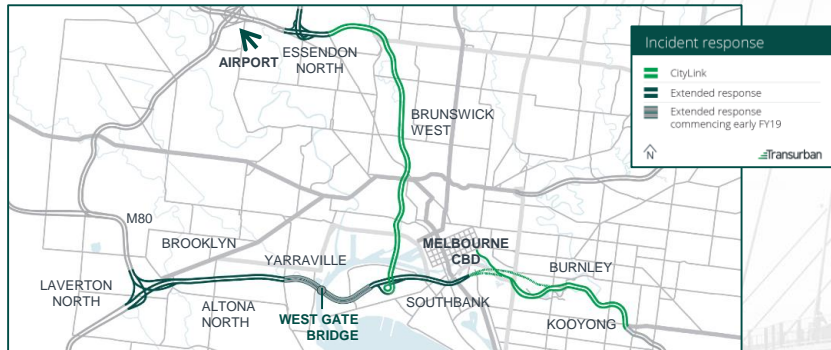 AIRPORT
ESSENDON
NORTH
BRUNSWICK
WEST
M80
BROOKLYN
YARRAVILLE
MELBOURNE
CBD
BURNLEY
LAVERTON
NORTH
ALTONA
NORTH
SOUTHBANK
WEST GATE
BRIDGE
KOOYONG
Incident response
CityLink
Extended response
Extended response
commencing early FY19
N
Transurban